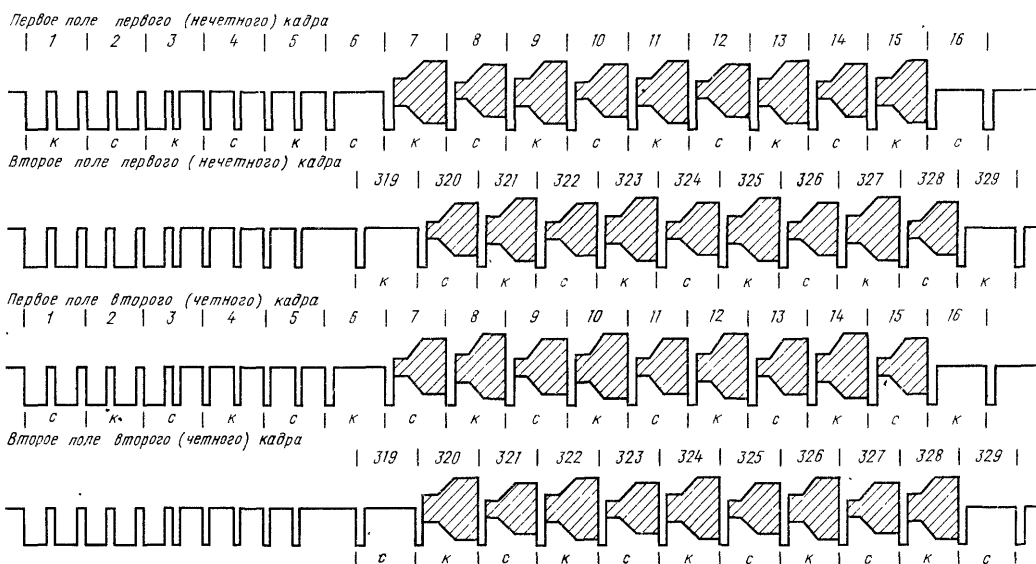 Первое поле первого (нечетного) кадра
1 2 3 4 5 6 7 8 9 10 11 12 13 14 15 16
к с к с к с к с к с к с к с к с
Второе поле первого (нечетного) кадра
319 320 321 322 323 324 325 326 327 328 329
к с к с к с к с к с к
Первое поле второго (четного) кадра
1 2 3 4 5 6 7 8 9 10 11 12 13 14 15 16
с к с к с к с к с к с к с к с к
Второе поле второго (четного) кадра
319 320 321 322 323 324 325 326 327 328 329
с к с к с к с к с к с